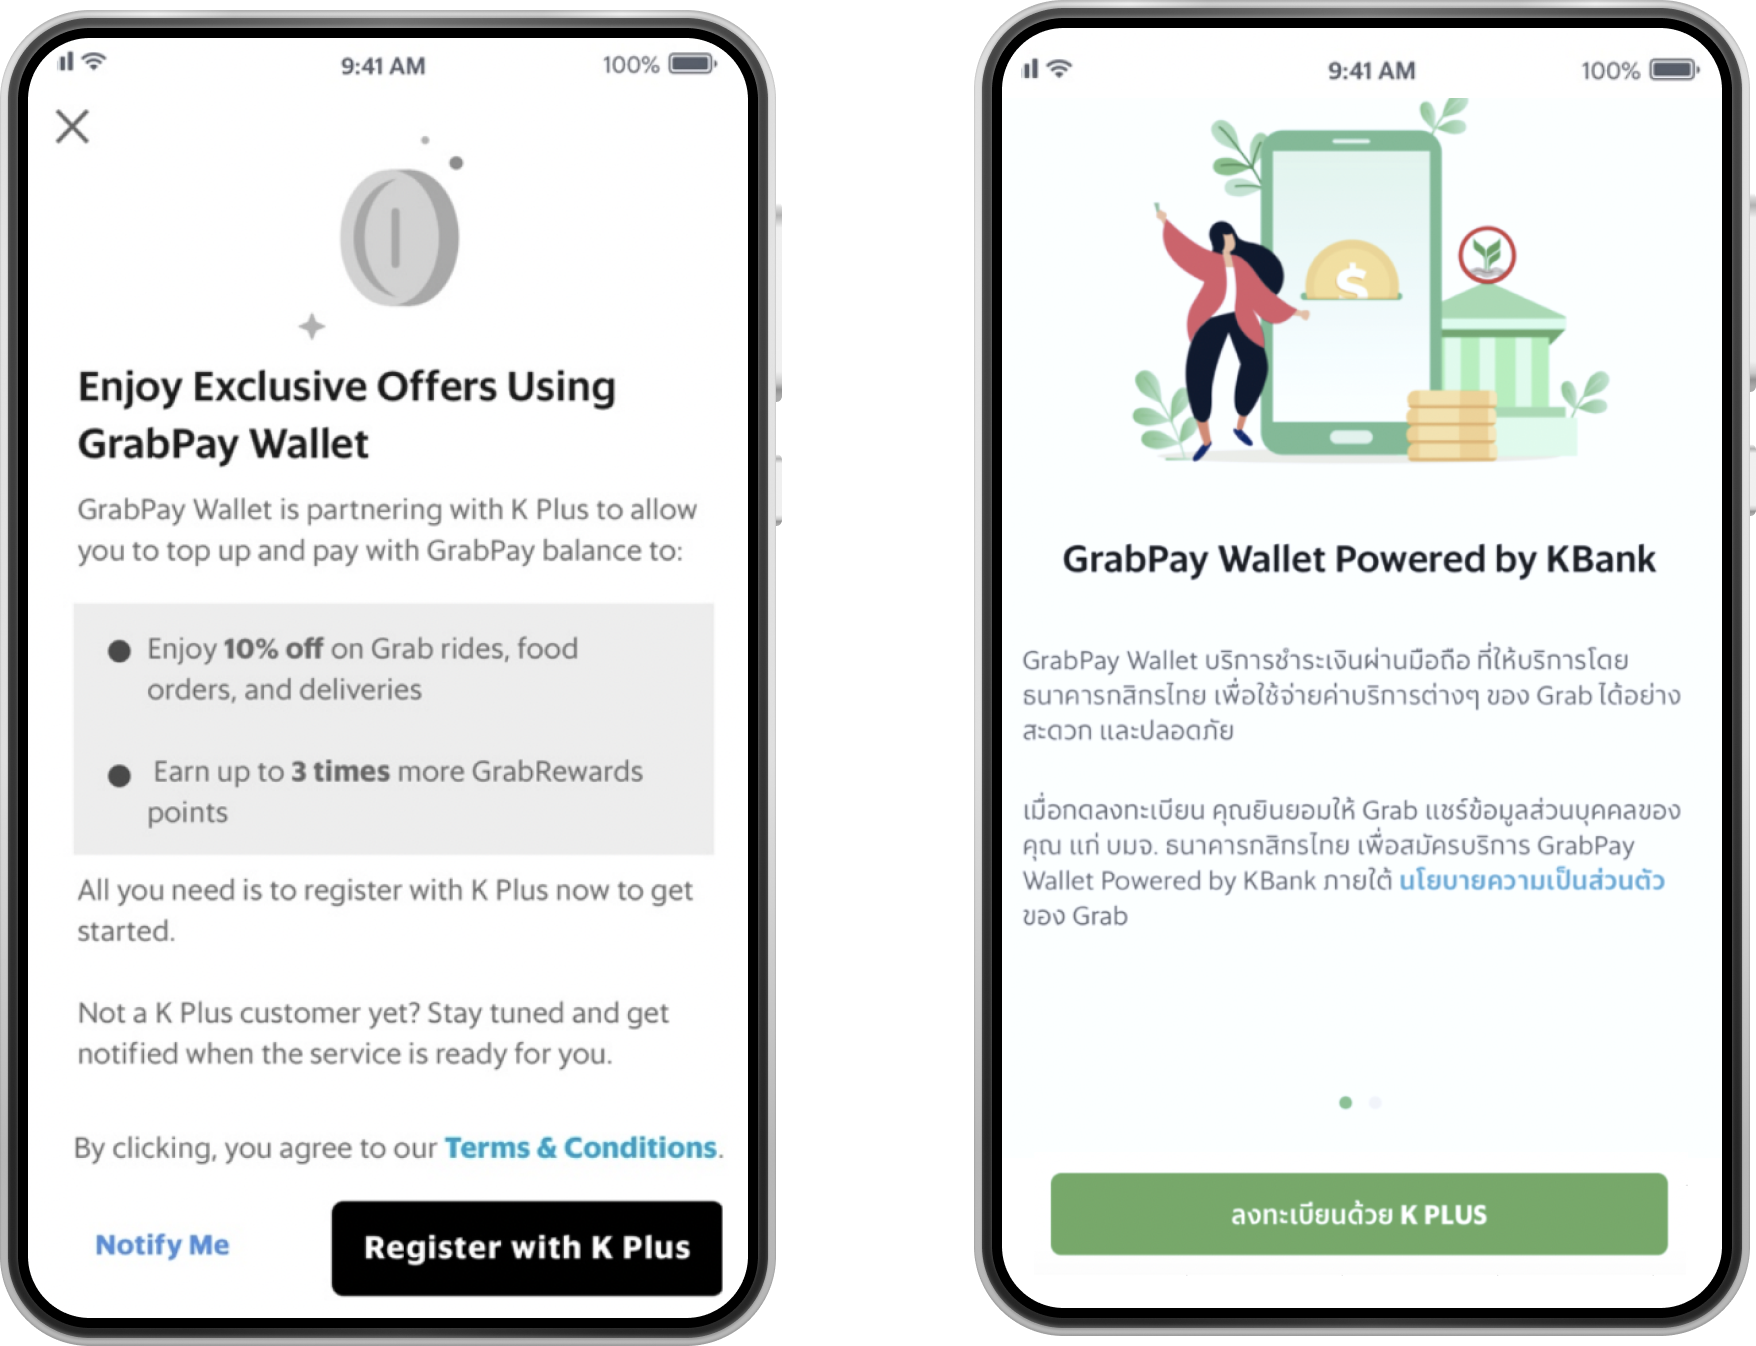 9:41 AM
100%
Enjoy Exclusive Offers Using
GrabPay Wallet
GrabPay Wallet is partnering with K Plus to allow
you to top up and pay with GrabPay balance to:
● Enjoy 10% off on Grab rides, food
orders, and deliveries
● Earn up to 3 times more GrabRewards
points
All you need is to register with K Plus now to get
started.
Not a K Plus customer yet? Stay tuned and get
notified when the service is ready for you.
By clicking, you agree to our Terms & Conditions.
Notify Me
Register with K Plus
9:41 AM
100%
$
GrabPay Wallet Powered by KBank
GrabPay Wallet บริการชำระเงินผ่านมือถือ ที่ให้บริการโดย
ธนาคารกสิกรไทย เพื่อใช้จ่ายค่าบริการต่างๆ ของ Grab ได้อย่าง
สะดวก และปลอดภัย
เมื่อกดลงทะเบียน คุณยินยอมให้ Grab แชร์ข้อมูลส่วนบุคคลของ
คุณ แก่ บมจ. ธนาคารกสิกรไทย เพื่อสมัครบริการ GrabPay
Wallet Powered by KBank ภายใต้ นโยบายความเป็นส่วนตัว
ของ Grab
ลงทะเบียนด้วย K PLUS